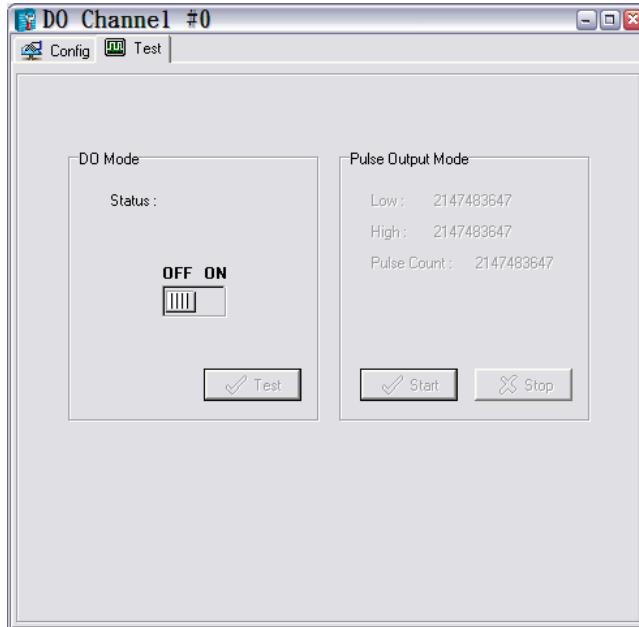 DO Channel #0
Config Test
DO Mode
Status :
OFF ON
Test
Pulse Output Mode
Low : 2147483647
High : 2147483647
Pulse Count : 2147483647
Start Stop